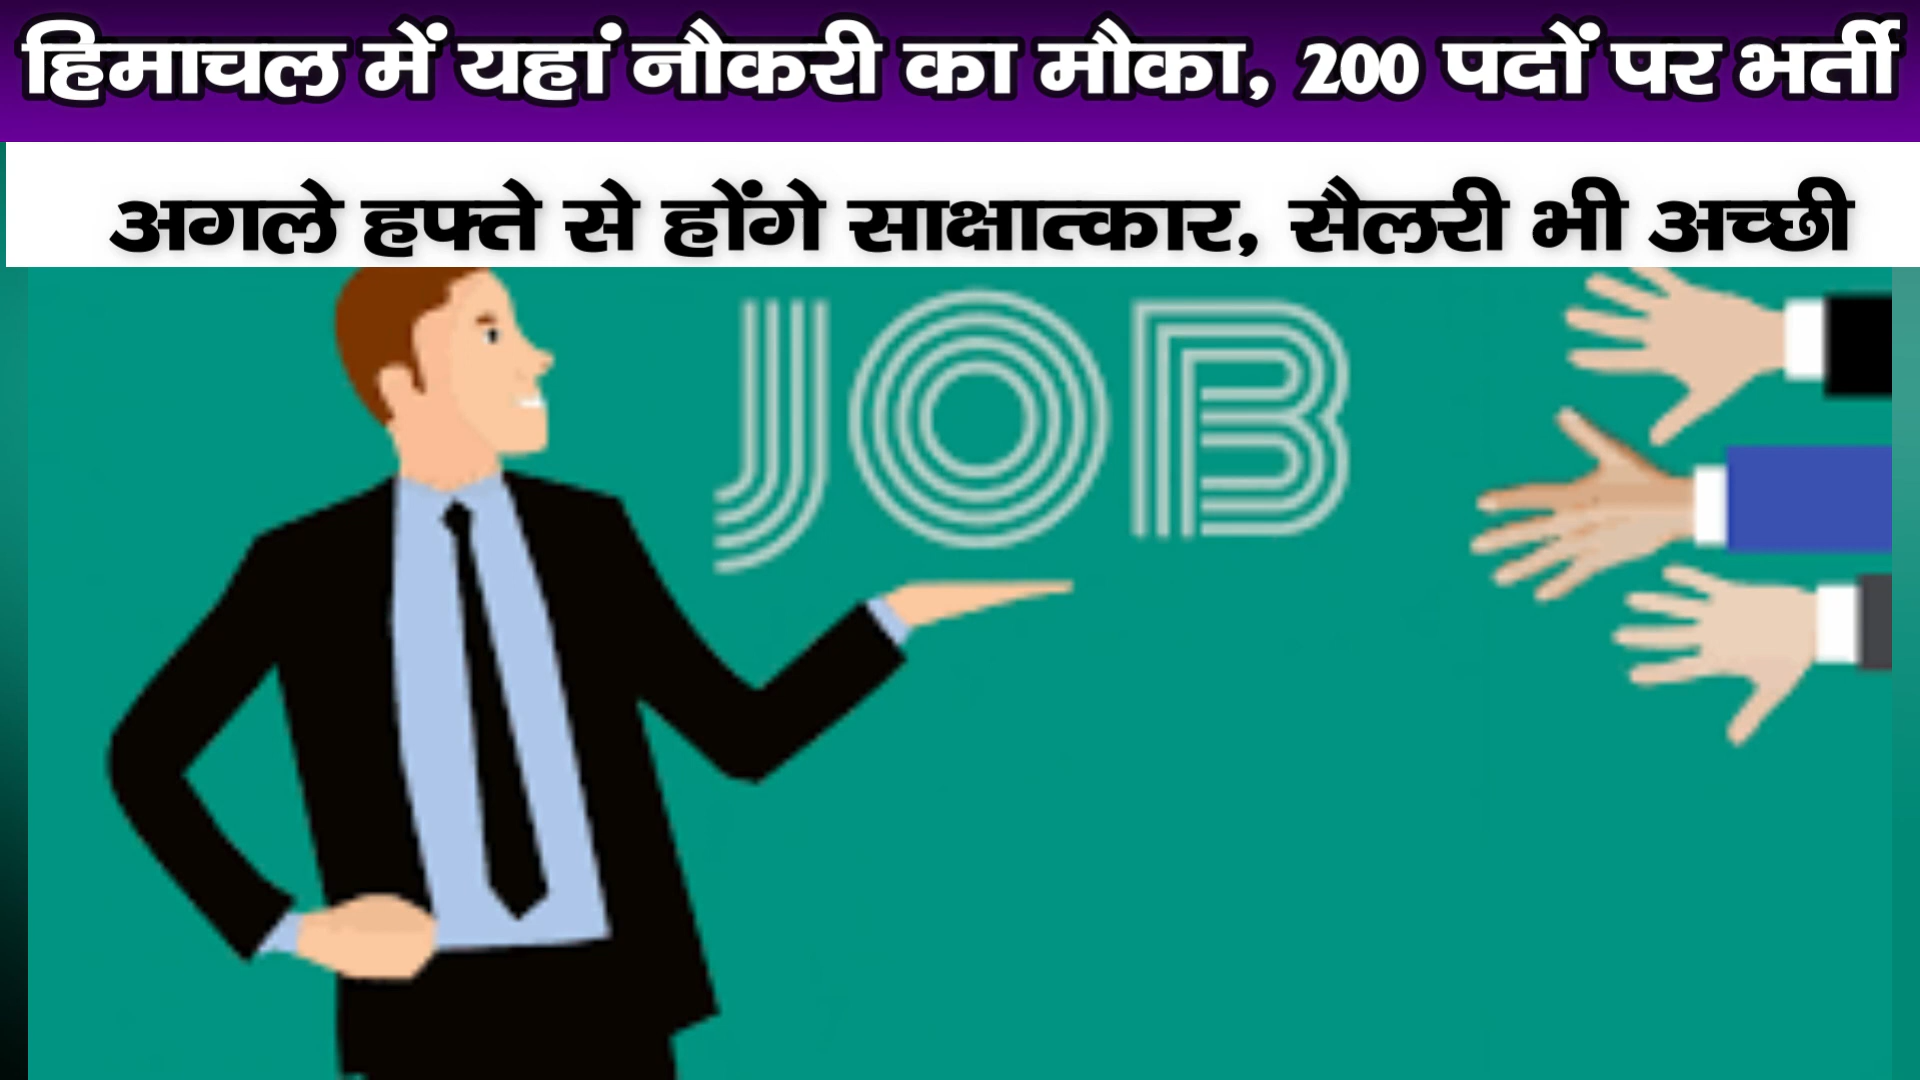 हिमाचल में यहां नौकरी का मौका, 200 पदों पर भर्ती
अगले हफ्ते से होंगे साक्षात्कार, सैलरी भी अच्छी
JOB